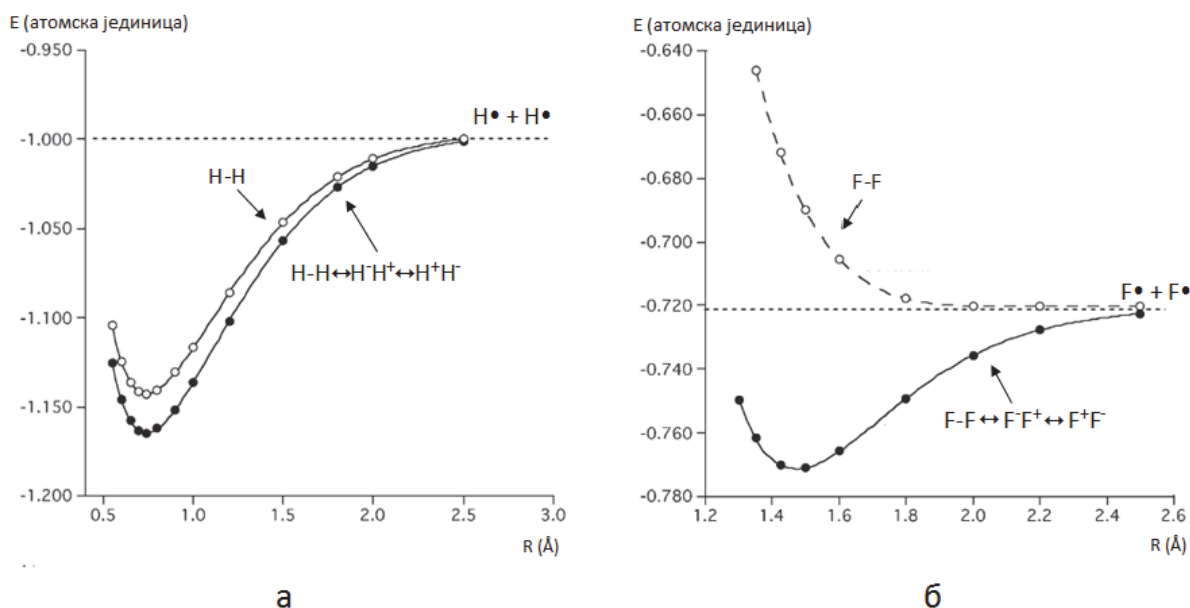 E (атомска јединица)
-0.950
-1.000
-1.050
-1.100
-1.150
-1.200
0.5 1.0 1.5 2.0 2.5 3.0
R (Å)
H• + H•
H-H
H-H↔H⁻H⁺↔H⁺H⁻
а
E (атомска јединица)
-0.640
-0.660
-0.680
-0.700
-0.720
-0.740
-0.760
-0.780
1.2 1.4 1.6 1.8 2.0 2.2 2.4 2.6
R (Å)
F-F
F• + F•
F-F↔F⁻F⁺↔F⁺F⁻
б